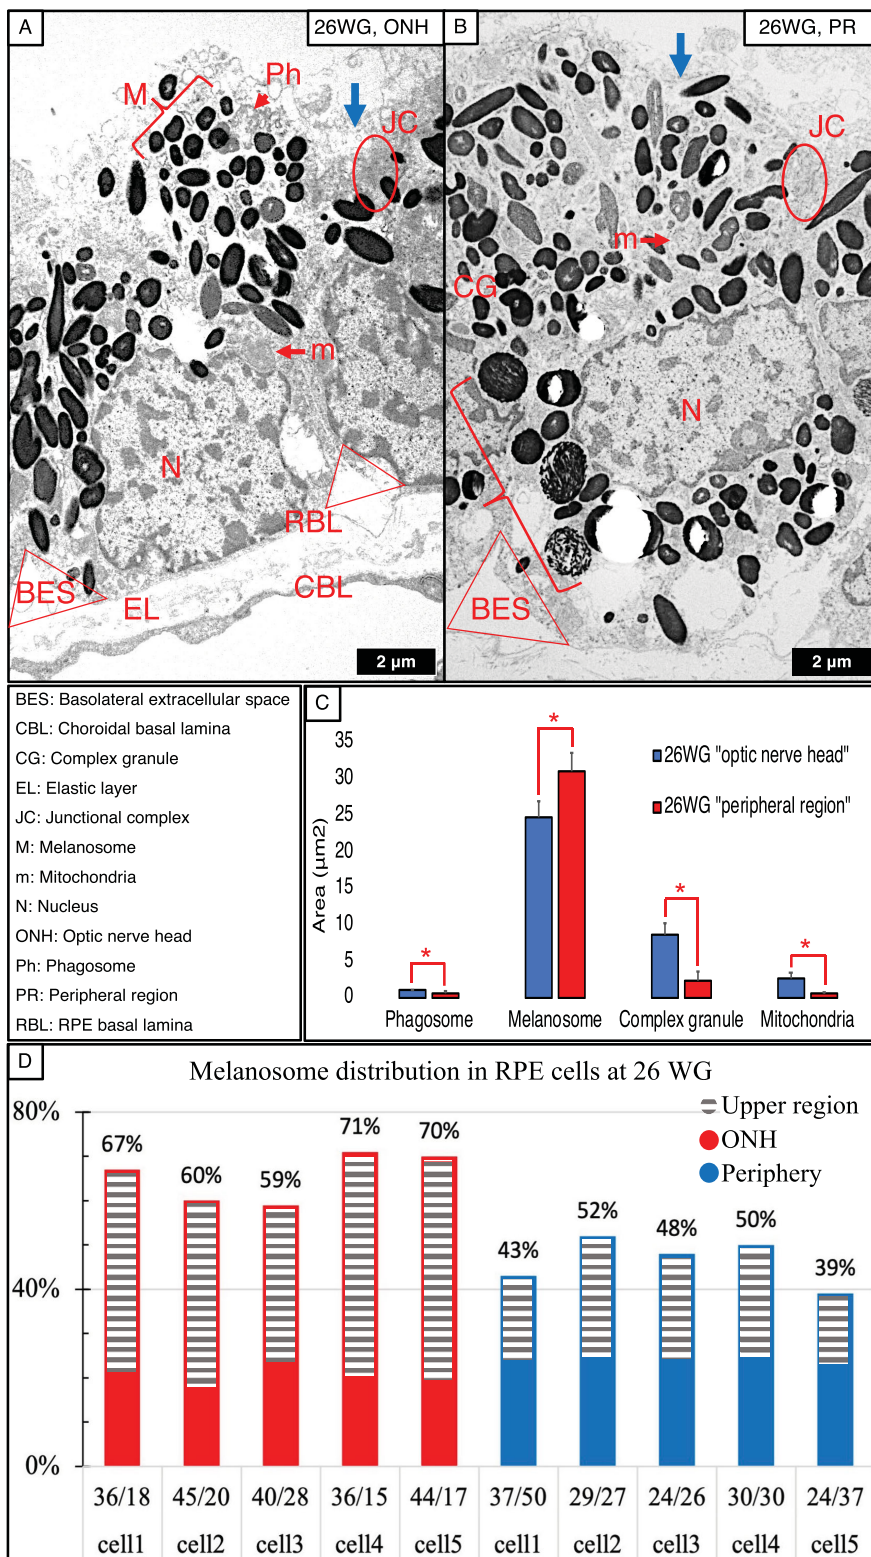 A
26WG, ONH
M
Ph
JC
m
N
RBL
BES
EL
CBL
2 µm
B
26WG, PR
JC
m
CG
N
BES
2 µm
BES: Basolateral extracellular space
CBL: Choroidal basal lamina
CG: Complex granule
EL: Elastic layer
JC: Junctional complex
M: Melanosome
m: Mitochondria
N: Nucleus
ONH: Optic nerve head
Ph: Phagosome
PR: Peripheral region
RBL: RPE basal lamina
C
Area (µm2)
35
30
25
20
15
10
5
0
*
*
*
*
26WG "optic nerve head"
26WG "peripheral region"
Phagosome Melanosome Complex granule Mitochondria
D
Melanosome distribution in RPE cells at 26 WG
Upper region
ONH
Periphery
80%
40%
0%
67% 60% 59% 71% 70% 43% 52% 48% 50% 39%
36/18 45/20 40/28 36/15 44/17 37/50 29/27 24/26 30/30 24/37
cell1 cell2 cell3 cell4 cell5 cell1 cell2 cell3 cell4 cell5